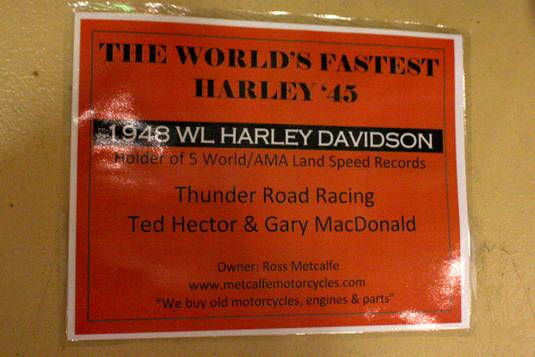 THE WORLD'S FASTEST
HARLEY '45
1948 WL HARLEY DAVIDSON
Holder of 5 World/AMA Land Speed Records
Thunder Road Racing
Ted Hector & Gary MacDonald
Owner: Ross Metcalfe
www.metcalfemotorcycles.com
"We buy old motorcycles, engines & parts"